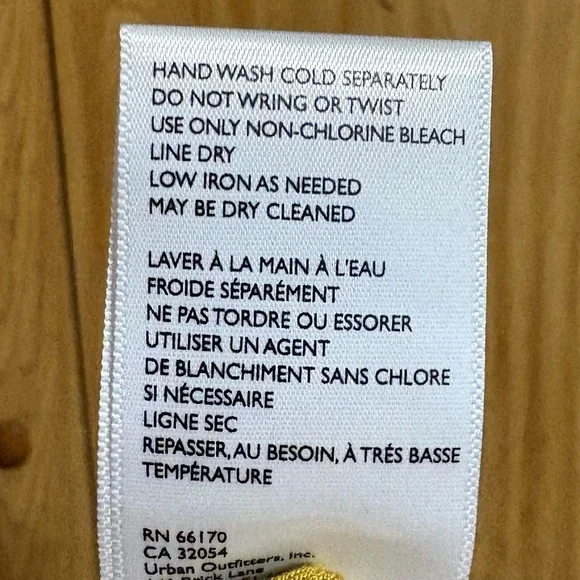 HAND WASH COLD SEPARATELY
DO NOT WRING OR TWIST
USE ONLY NON-CHLORINE BLEACH
LINE DRY
LOW IRON AS NEEDED
MAY BE DRY CLEANED
LAVER À LA MAIN À L'EAU
FROIDE SÉPARÉMENT
NE PAS TORDRE OU ESSORER
UTILISER UN AGENT
DE BLANCHIMENT SANS CHLORE
SI NÉCESSAIRE
LIGNE SEC
REPASSER, AU BESOIN, À TRÉS BASSE
TEMPÉRATURE
RN 66170
CA 32054
Urban Outfitters, Inc.
Brick Lane